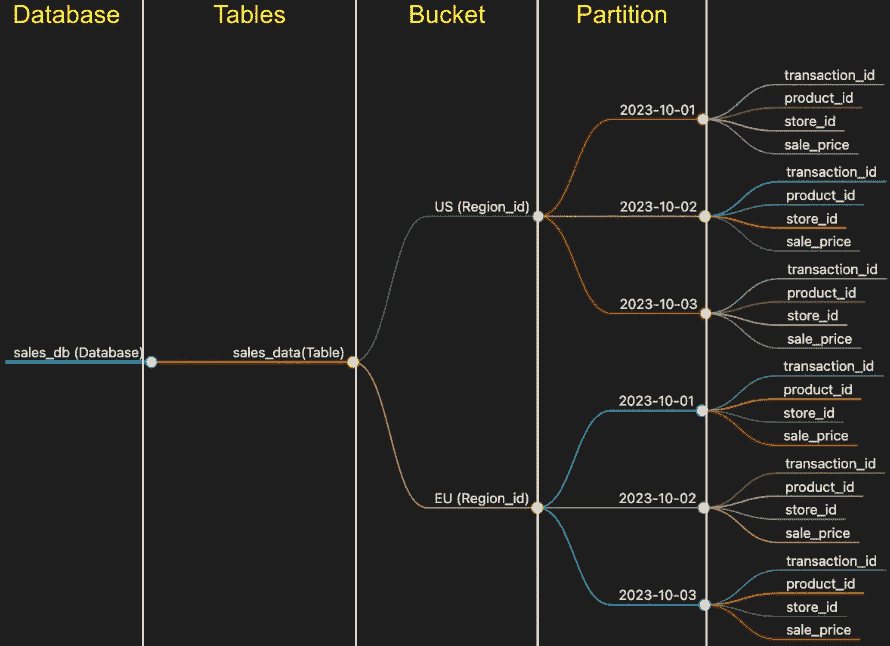 Database
Tables
Bucket
Partition
sales_db (Database)
sales_data(Table)
US (Region_id)
2023-10-01
transaction_id
product_id
store_id
sale_price
2023-10-02
transaction_id
product_id
store_id
sale_price
2023-10-03
transaction_id
product_id
store_id
sale_price
EU (Region_id)
2023-10-01
transaction_id
product_id
store_id
sale_price
2023-10-02
transaction_id
product_id
store_id
sale_price
2023-10-03
transaction_id
product_id
store_id
sale_price